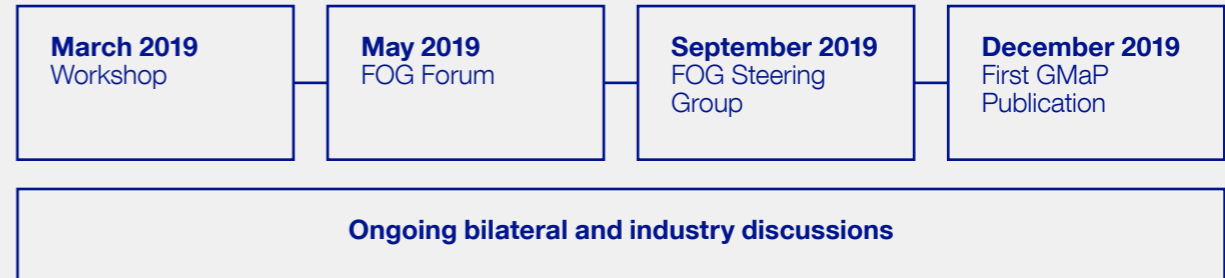 March 2019
Workshop
May 2019
FOG Forum
September 2019
FOG Steering
Group
December 2019
First GMaP
Publication
Ongoing bilateral and industry discussions